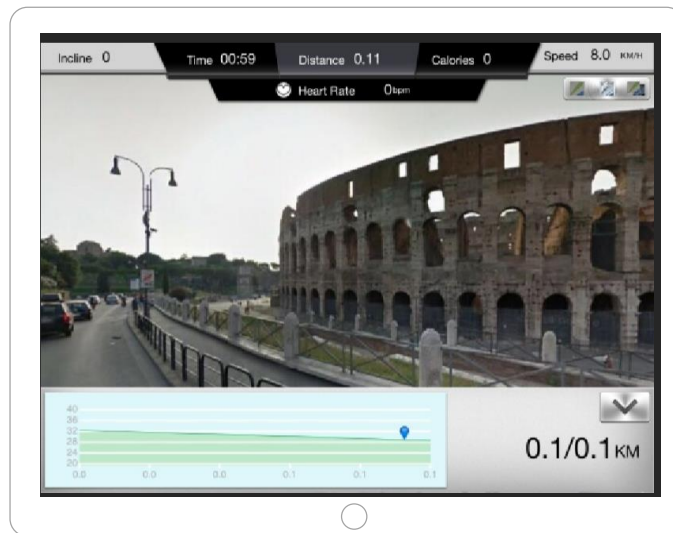 Incline 0 Time 00:59 Distance 0.11 Calories 0 Speed 8.0 KM/H
Heart Rate 0bpm
40
36
32
28
24
20
0.0 0.0 0.0 0.1 0.1 0.1
0.1/0.1 KM